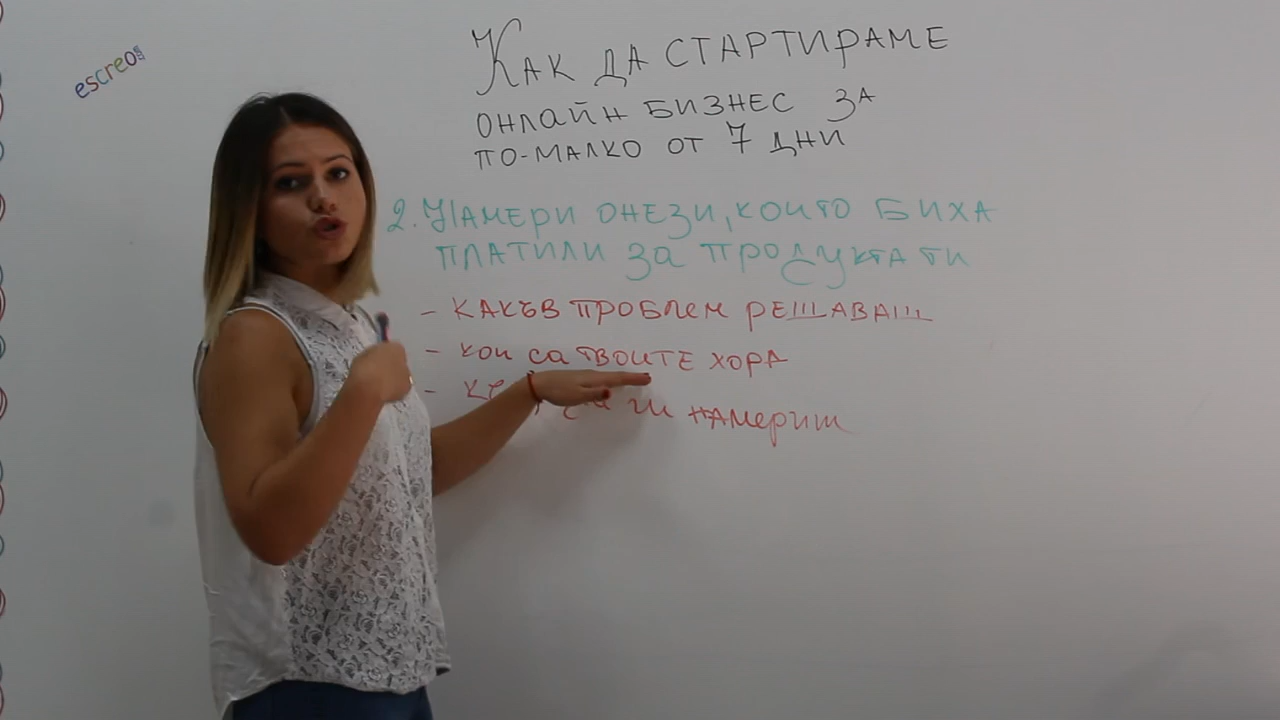 escreo
Как да стартираме
онлайн бизнес за
по-малко от 7 дни
2. Намери онези, които биха
платили за продукта ти
- какъв проблем решаваш
- кои са твоите хора
- ги намериш